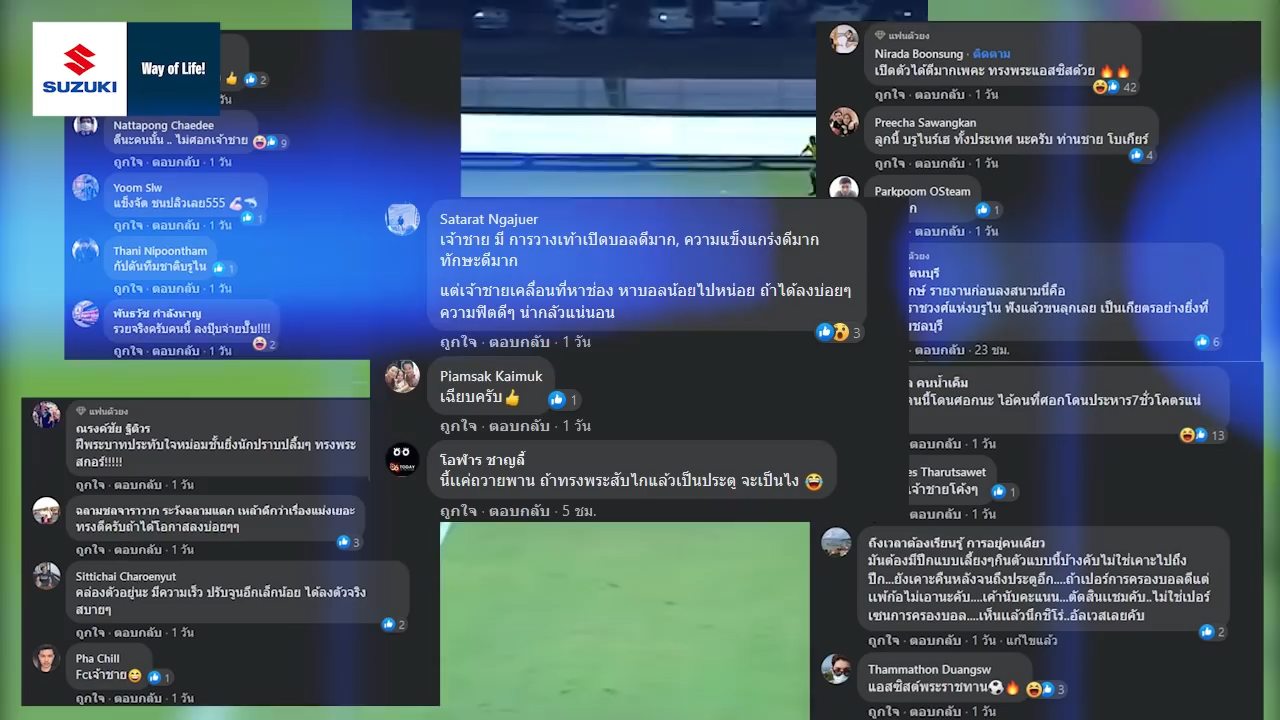 SUZUKI
Way of Life!
2
วัน
Nattapong Chaedee
ดีนะคนนั้น .. ไม่ศอกเจ้าชาย
9
ถูกใจ · ตอบกลับ · 1 วัน
Yoom Slw
แข็งจัด ชนปลิวเลย555
1
ถูกใจ · ตอบกลับ · 1 วัน
Thani Nipoontham
กัปตันทีมชาติบรูไน
1
ถูกใจ · ตอบกลับ · 1 วัน
พันธวัช กำลังหาญ
รวยจริงครับคนนี้ ลงปุ๊บจ่ายปั๊บ!!!!
2
ถูกใจ · ตอบกลับ · 1 วัน
แฟนตัวยง
ณรงค์ชัย ฐิติวร
ฝีพระบาทประทับใจหม่อมชั้นยิ่งนักปราบปลื้มๆ ทรงพระ
สกอร์!!!!!
ถูกใจ · ตอบกลับ · 1 วัน
ฉลามชลจาราวาก ระวังฉลามแดก เหล้าดีกว่าเรื่องแม่งเยอะ
ทรงดีครับถ้าได้โอกาสลงบ่อยๆๆ
3
ถูกใจ · ตอบกลับ · 1 วัน
Sittichai Charoenyut
คล่องตัวอยู่นะ มีความเร็ว ปรับจูนอีกเล็กน้อย ได้ลงตัวจริง
สบายๆ
2
ถูกใจ · ตอบกลับ · 1 วัน
Pha Chill
Fcเจ้าชาย
1
ถูกใจ · ตอบกลับ · 1 วัน
Satarat Ngajuer
เจ้าชาย มี การวางเท้าเปิดบอลดีมาก, ความแข็งแกร่งดีมาก
ทักษะดีมาก
แต่เจ้าชายเคลื่อนที่หาช่อง หาบอลน้อยไปหน่อย ถ้าได้ลงบ่อยๆ
ความฟิตดีๆ น่ากลัวแน่นอน
3
ถูกใจ · ตอบกลับ · 1 วัน
Piamsak Kaimuk
เฉียบครับ
1
ถูกใจ · ตอบกลับ · 1 วัน
TODAY
โอฬาร ชาญลี้
นี้แค่ถวายพาน ถ้าทรงพระสับไกแล้วเป็นประตู จะเป็นไง
ถูกใจ · ตอบกลับ · 5 ชม.
แฟนตัวยง
Nirada Boonsung · ติดตาม
เปิดตัวได้ดีมากเพคะ ทรงพระแอสซิสด้วย
42
ถูกใจ · ตอบกลับ · 1 วัน
Preecha Sawangkan
ลูกนี้ บรูไนร์เฮ ทั้งประเทศ นะครับ ท่านชาย โบเกียร์
4
ถูกใจ · ตอบกลับ · 1 วัน
Parkpoom OSteam
ก
1
· ตอบกลับ · 1 วัน
ตัวยง
ัตนบุรี
กษ์ รายงานก่อนลงสนามนี่คือ
ราชวงศ์แห่งบรูไน ฟังแล้วขนลุกเลย เป็นเกียตรอย่างยิ่งที่
ชลบุรี
6
· ตอบกลับ · 23 ชม.
คนน้ำเค็ม
คนนี้โดนศอกนะ ไอ้คนที่ศอกโดนประหาร7ชั่วโคตรแน่
13
· ตอบกลับ · 1 วัน
es Tharutsawet
เจ้าชายโค้งๆ
1
· ตอบกลับ · 1 วัน
ถึงเวลาต้องเรียนรู้ การอยู่คนเดียว
มันต้องมีปีกแบบเลี้ยงๆกินตัวแบบนี้บ้างคับไม่ใช่เคาะไปถึง
ปีก...ยังเคาะคืนหลังจนถึงประตูอีก....ถ้าเปอร์การครองบอลดีแต่
แพ้ก้อไม่เอานะคับ....เค้านับคะแนน...ตัดสินแชมคับ..ไม่ใช่เปอร์
เซนการครองบอล....เห็นแล้วนึกชิโร่..อัลเวสเลยคับ
2
ถูกใจ · ตอบกลับ · 1 วัน · แก้ไขแล้ว
Thammathon Duangsw
แอสซิสต์พระราชทาน
3
ถูกใจ · ตอบกลับ · 1 วัน